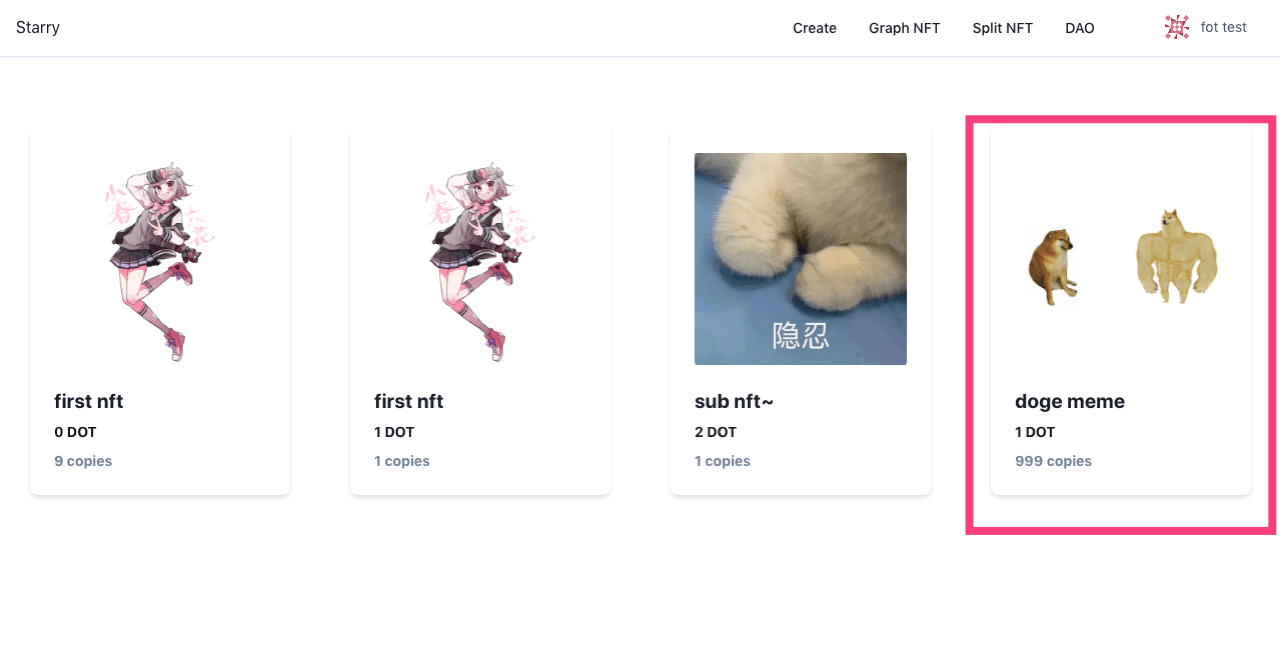 Starry
Create
Graph NFT
Split NFT
DAO
fot test
小春
六花
first nft
0 DOT
9 copies
小春
六花
first nft
1 DOT
1 copies
隐忍
sub nft~
2 DOT
1 copies
doge meme
1 DOT
999 copies